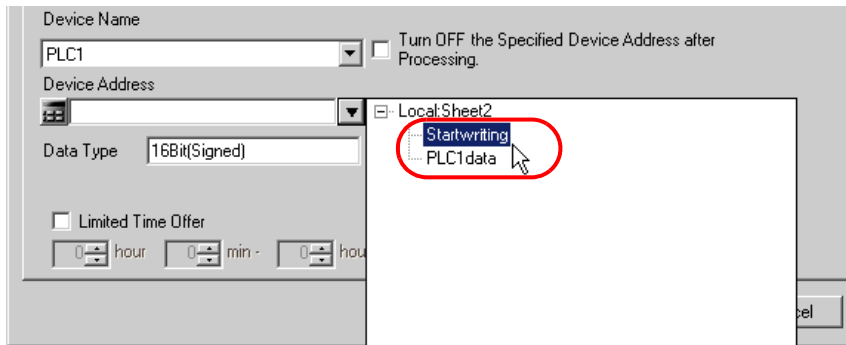 Device Name
PLC1
Turn OFF the Specified Device Address after
Processing.
Device Address
Local:Sheet2
Startwriting
Data Type 16Bit(Signed)
PLC1data
Limited Time Offer
0 hour 0 min - 0 hou
cel